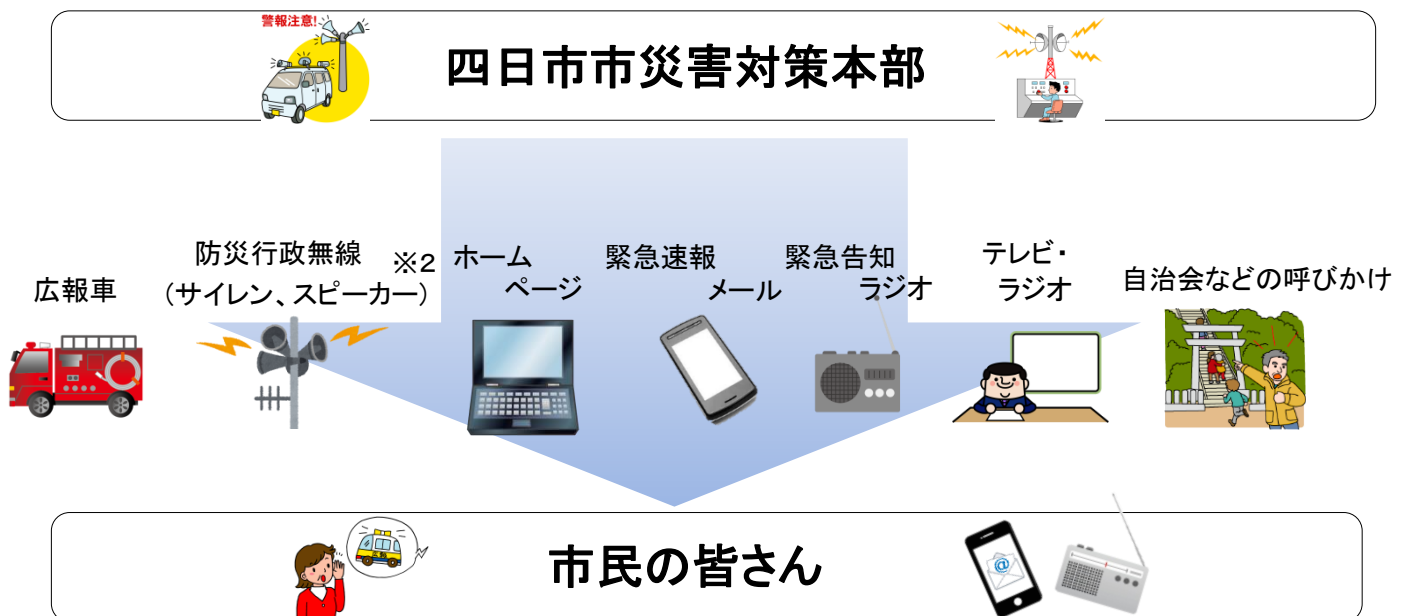 警報注意!
四日市市災害対策本部
広報車
防災行政無線
(サイレン、スピーカー)
※2
ホーム
ページ
緊急速報
メール
緊急告知
ラジオ
テレビ・
ラジオ
自治会などの呼びかけ
市民の皆さん
@